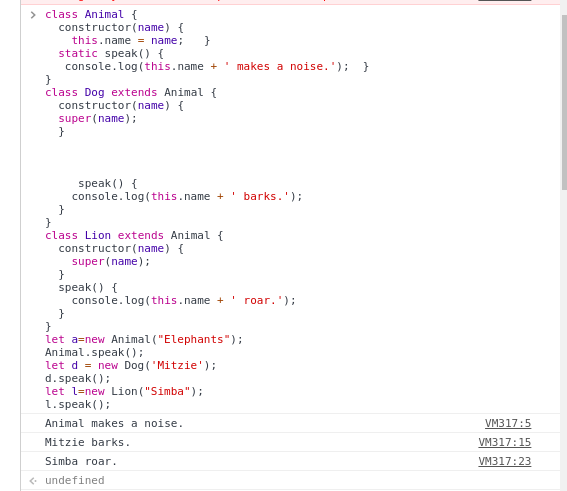 class Animal {
  constructor(name) {
    this.name = name;   }
  static speak() {
   console.log(this.name + ' makes a noise.');  }
}
class Dog extends Animal {
  constructor(name) {
  super(name);
  }
     speak() {
    console.log(this.name + ' barks.');
  }
}
class Lion extends Animal {
  constructor(name) {
    super(name);
  }
  speak() {
    console.log(this.name + ' roar.');
  }
}
let a=new Animal("Elephants");
Animal.speak();
let d = new Dog('Mitzie');
d.speak();
let l=new Lion("Simba");
l.speak();
Animal makes a noise. VM317:5
Mitzie barks. VM317:15
Simba roar. VM317:23
undefined